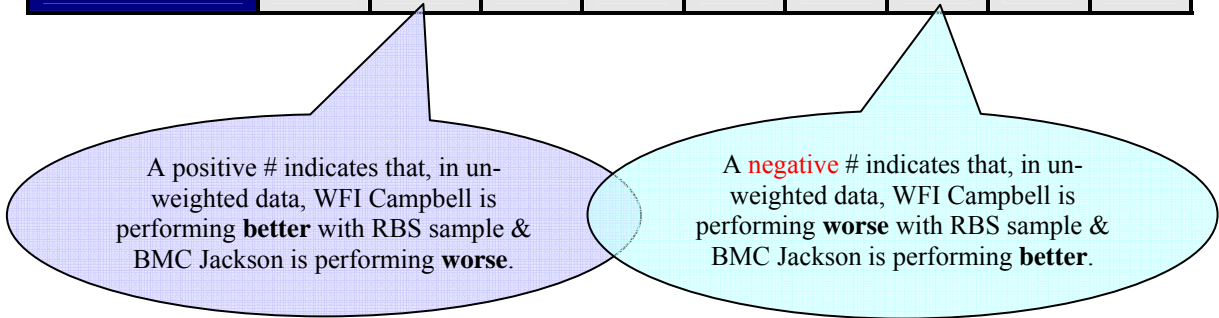 A positive # indicates that, in un-
weighted data, WFI Campbell is
performing better with RBS sample &
BMC Jackson is performing worse.
A negative # indicates that, in un-
weighted data, WFI Campbell is
performing worse with RBS sample &
BMC Jackson is performing better.